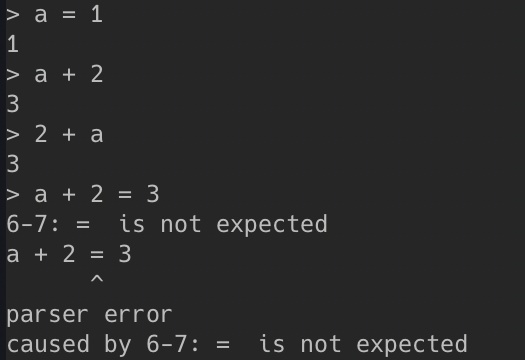 > a = 1
1
> a + 2
3
> 2 + a
3
> a + 2 = 3
6-7: =  is not expected
a + 2 = 3
      ^
parser error
caused by 6-7: =  is not expected